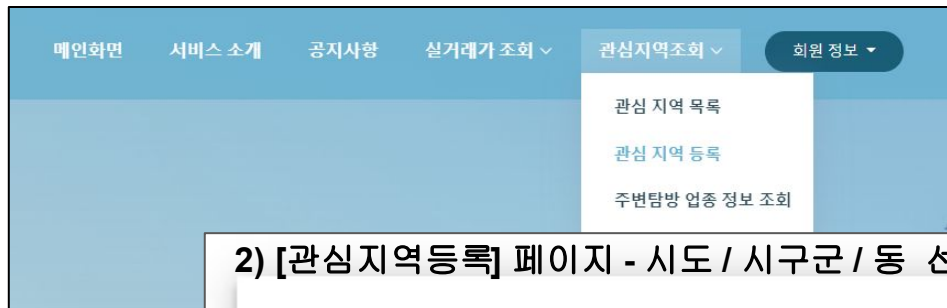 메인화면 서비스 소개 공지사항 실거래가 조회 관심지역조회 회원 정보
관심 지역 목록
관심 지역 등록
주변탐방 업종 정보 조회
2) [관심지역등록] 페이지 - 시도 / 시구군 / 동